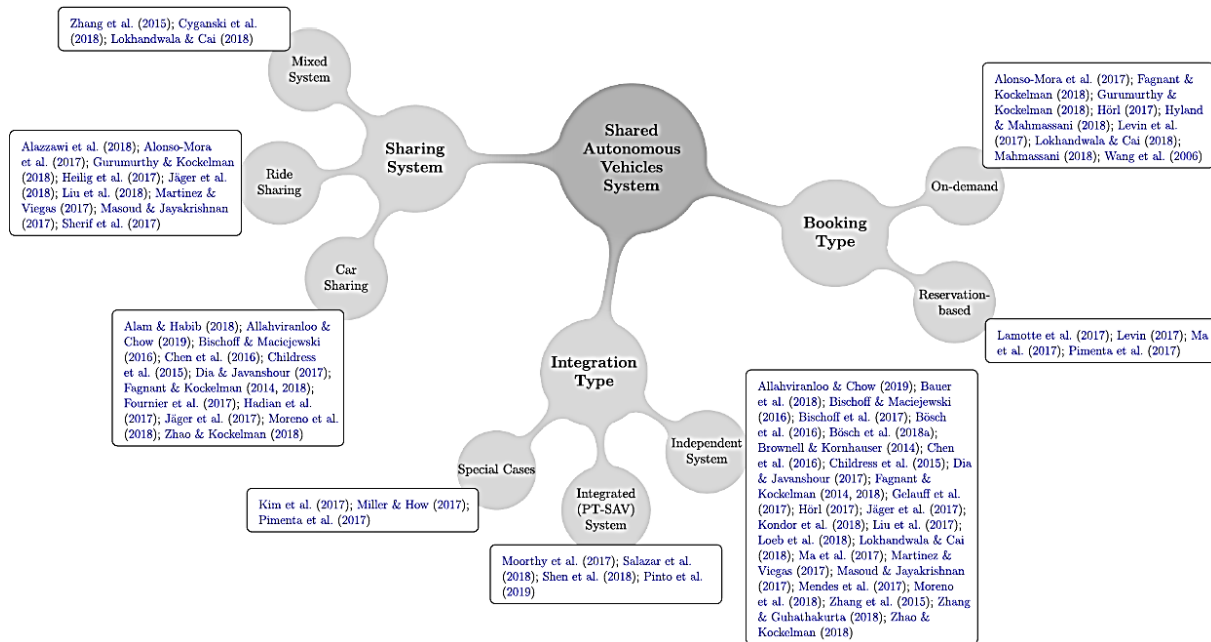 Shared
Autonomous
Vehicles
System
Sharing
System
Mixed
System
Zhang et al. (2015); Cyganski et al.
(2018); Lokhandwala & Cai (2018)
Ride
Sharing
Alazzawi et al. (2018); Alonso-Mora
et al. (2017); Gurumurthy & Kockelman
(2018); Heilig et al. (2017); Jäger et al.
(2018); Liu et al. (2018); Martinez &
Viegas (2017); Masoud & Jayakrishnan
(2017); Sherif et al. (2017)
Car
Sharing
Alam & Habib (2018); Allahviranloo &
Chow (2019); Bischoff & Maciejewski
(2016); Chen et al. (2016); Childress
et al. (2015); Dia & Javanshour (2017);
Fagnant & Kockelman (2014, 2018);
Fournier et al. (2017); Hadian et al.
(2017); Jäger et al. (2017); Moreno et al.
(2018); Zhao & Kockelman (2018)
Integration
Type
Special Cases
Kim et al. (2017); Miller & How (2017);
Pimenta et al. (2017)
Integrated
(PT-SAV)
System
Moorthy et al. (2017); Salazar et al.
(2018); Shen et al. (2018); Pinto et al.
(2019)
Independent
System
Allahviranloo & Chow (2019); Bauer
et al. (2018); Bischoff & Maciejewski
(2016); Bischoff et al. (2017); Bösch
et al. (2016); Bösch et al. (2018a);
Brownell & Kornhauser (2014); Chen
et al. (2016); Childress et al. (2015); Dia
& Javanshour (2017); Fagnant &
Kockelman (2014, 2018); Gelauff et al.
(2017); Hörl (2017); Jäger et al. (2017);
Kondor et al. (2018); Liu et al. (2017);
Loeb et al. (2018); Lokhandwala & Cai
(2018); Ma et al. (2017); Martinez &
Viegas (2017); Masoud & Jayakrishnan
(2017); Mendes et al. (2017); Moreno
et al. (2018); Zhang et al. (2015); Zhang
& Guhathakurta (2018); Zhao &
Kockelman (2018)
Booking
Type
On-demand
Alonso-Mora et al. (2017); Fagnant &
Kockelman (2018); Gurumurthy &
Kockelman (2018); Hörl (2017); Hyland
& Mahmassani (2018); Levin et al.
(2017); Lokhandwala & Cai (2018);
Mahmassani (2018); Wang et al. (2006)
Reservation-
based
Lamotte et al. (2017); Levin (2017); Ma
et al. (2017); Pimenta et al. (2017)